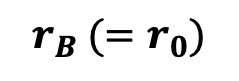 r_B (= r_0)